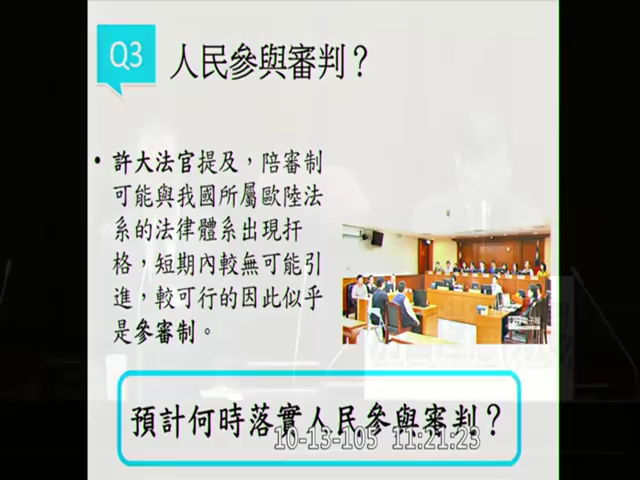 Q3
人民參與審判？
• 許大法官提及，陪審制
可能與我國所屬歐陸法
系的法律體系出現扞
格，短期內較無可能引
進，較可行的因此似乎
是參審制。
預計何時落實人民參與審判？
10-13-105 11:21:23